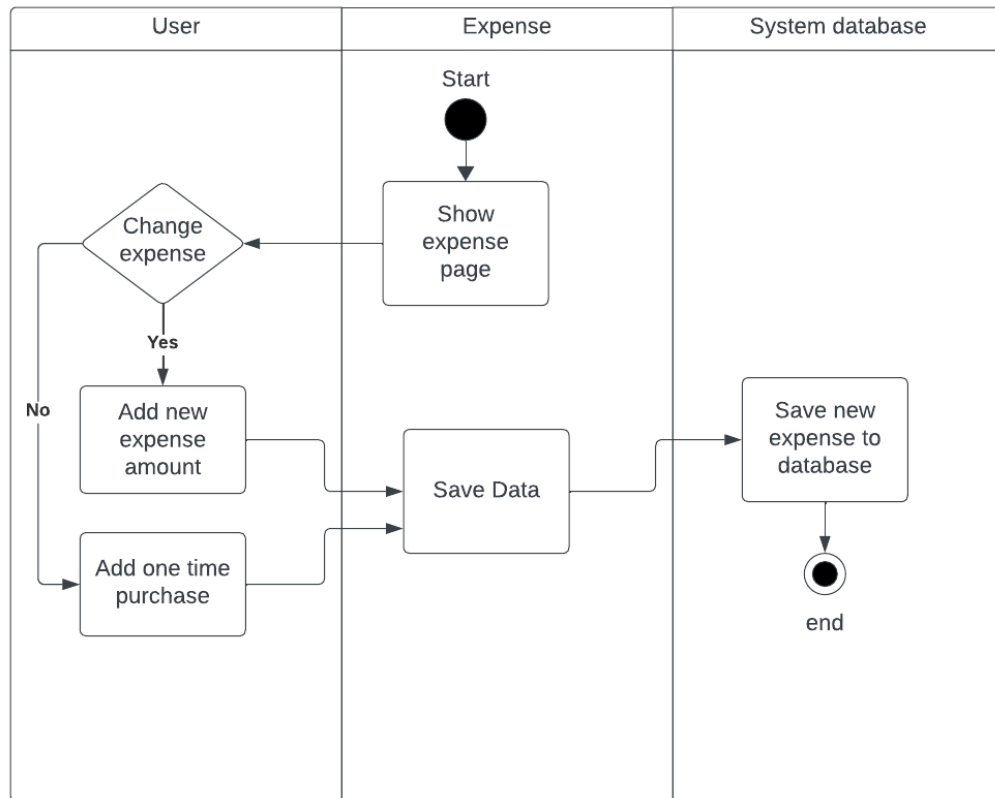 User
Expense
System database
Start
Show
expense
page
Change
expense
Yes
No
Add new
expense
amount
Save Data
Save new
expense to
database
Add one time
purchase
end